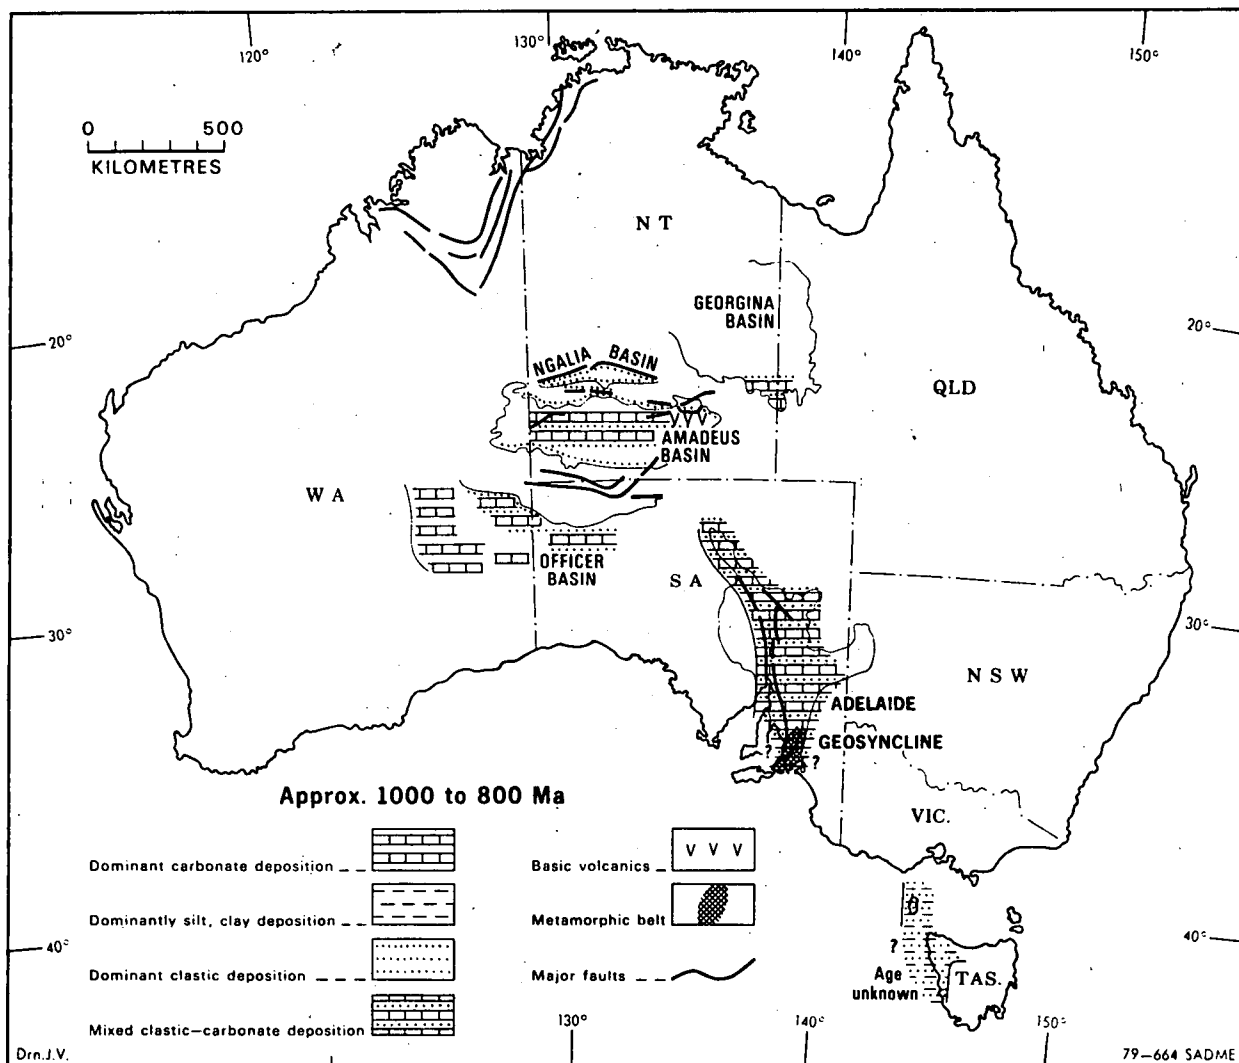 120° 130° 140° 150°
0 500
KILOMETRES
N T
GEORGINA
BASIN
20° 20°
NGALIA BASIN
QLD
AMADEUS
BASIN
W A
OFFICER
BASIN
S A
30° 30°
N S W
ADELAIDE
GEOSYNCLINE
? ?
Approx. 1000 to 800 Ma
VIC.
Dominant carbonate deposition
Basic volcanics
V V V
Dominantly silt, clay deposition
Metamorphic belt
40° 40°
?
Dominant clastic deposition
Major faults
Age
unknown
TAS.
Mixed clastic-carbonate deposition
130° 140° 150°
Drn.J.V. 79-664 SADME